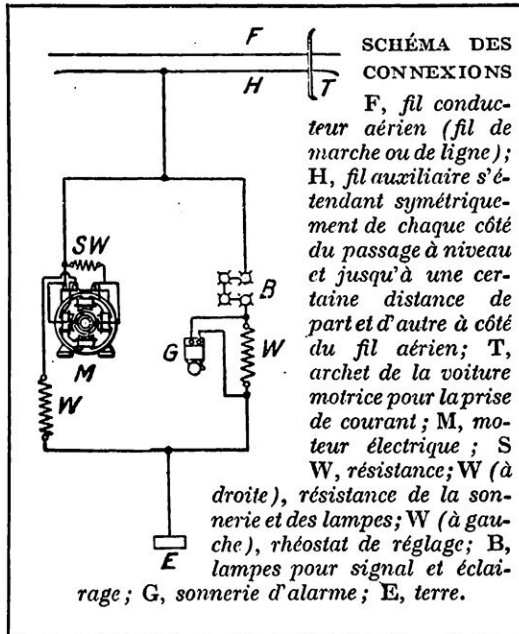 F
H
T
SW
B
G
W
M
W
E
SCHÉMA DES
CONNEXIONS
F, fil conduc-
teur aérien (fil de
marche ou de ligne);
H, fil auxiliaire s'é-
tendant symétrique-
ment de chaque côté
du passage à niveau
et jusqu'à une cer-
taine distance de
part et d'autre à côté
du fil aérien; T,
archet de la voiture
motrice pour la prise
de courant; M, mo-
teur électrique; S
W, résistance; W (à
droite), résistance de la son-
nerie et des lampes; W (à gau-
che), rhéostat de réglage; B,
lampes pour signal et éclai-
rage; G, sonnerie d'alarme; E, terre.